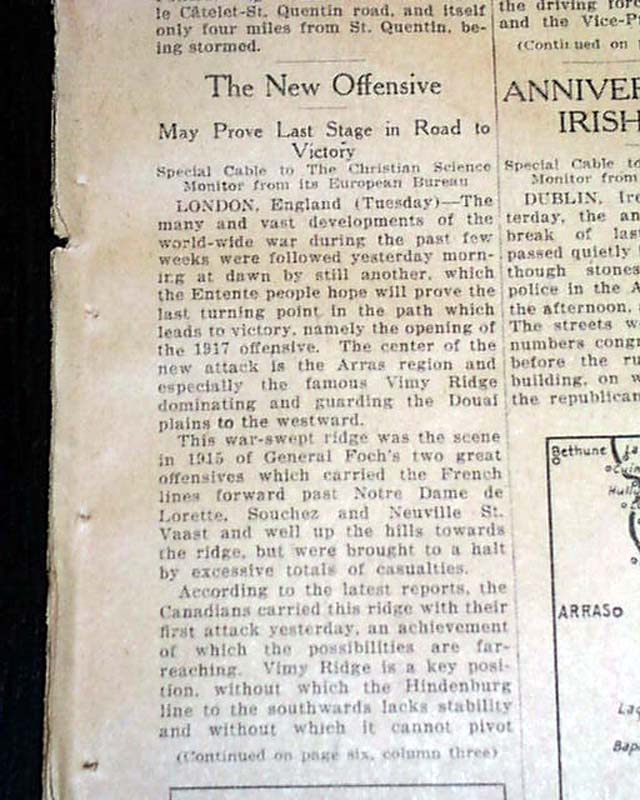 le Câtelet-St. Quentin road, and itself
only four miles from St. Quentin, be-
ing stormed.
The New Offensive
May Prove Last Stage in Road to
Victory
Special Cable to The Christian Science
Monitor from its European Bureau
LONDON, England (Tuesday)—The
many and vast developments of the
world-wide war during the past few
weeks were followed yesterday morn-
ing at dawn by still another, which
the Entente people hope will prove the
last turning point in the path which
leads to victory, namely the opening of
the 1917 offensive. The center of the
new attack is the Arras region and
especially the famous Vimy Ridge
dominating and guarding the Douai
plains to the westward.
This war-swept ridge was the scene
in 1915 of General Foch's two great
offensives which carried the French
lines forward past Notre Dame de
Lorette, Souchez and Neuville St.
Vaast and well up the hills towards
the ridge, but were brought to a halt
by excessive totals of casualties.
According to the latest reports, the
Canadians carried this ridge with their
first attack yesterday, an achievement
of which the possibilities are far-
reaching. Vimy Ridge is a key posi-
tion, without which the Hindenburg
line to the southwards lacks stability
and without which it cannot pivot
(Continued on page six, column three)
the driving forc
and the Vice-P
(Continued on
ANNIVER
IRISH
Special Cable to
Monitor from
DUBLIN, Ire
terday, the an
break of las
passed quietly
though stones
police in the A
the afternoon,
The streets w
numbers congr
before the ru
building, on w
the republican
Bethune
La
Hull
ARRAS
Lag
Bap